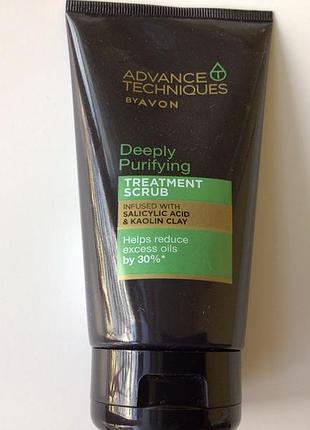 ADVANCE
TECHNIQUES
BY AVON
Deeply
Purifying
TREATMENT
SCRUB
INFUSED WITH
SALICYLIC ACID
& KAOLIN CLAY
Helps reduce
excess oils
by 30%*